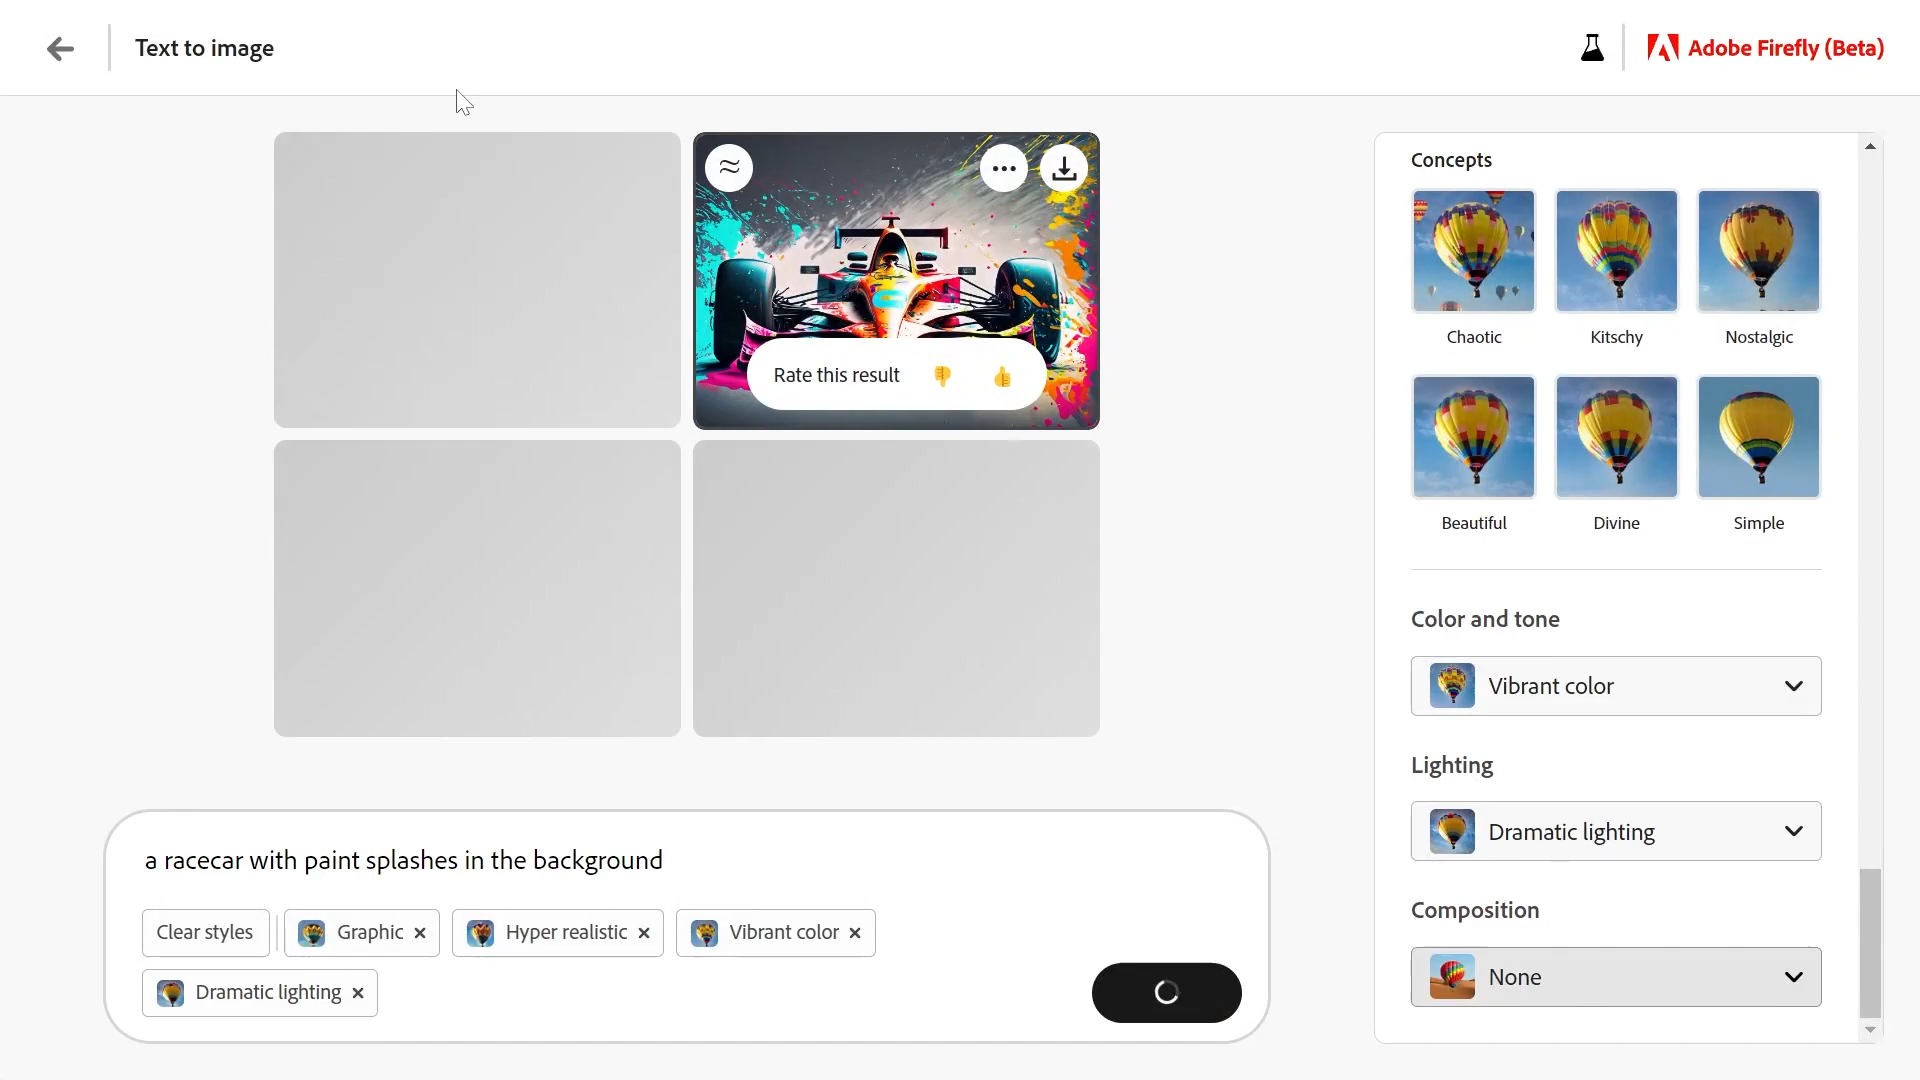 Text to image
Adobe Firefly (Beta)
Rate this result
Concepts
Chaotic
Kitschy
Nostalgic
Beautiful
Divine
Simple
Color and tone
Vibrant color
Lighting
Dramatic lighting
Composition
None
a racecar with paint splashes in the background
Clear styles
Graphic
Hyper realistic
Vibrant color
Dramatic lighting